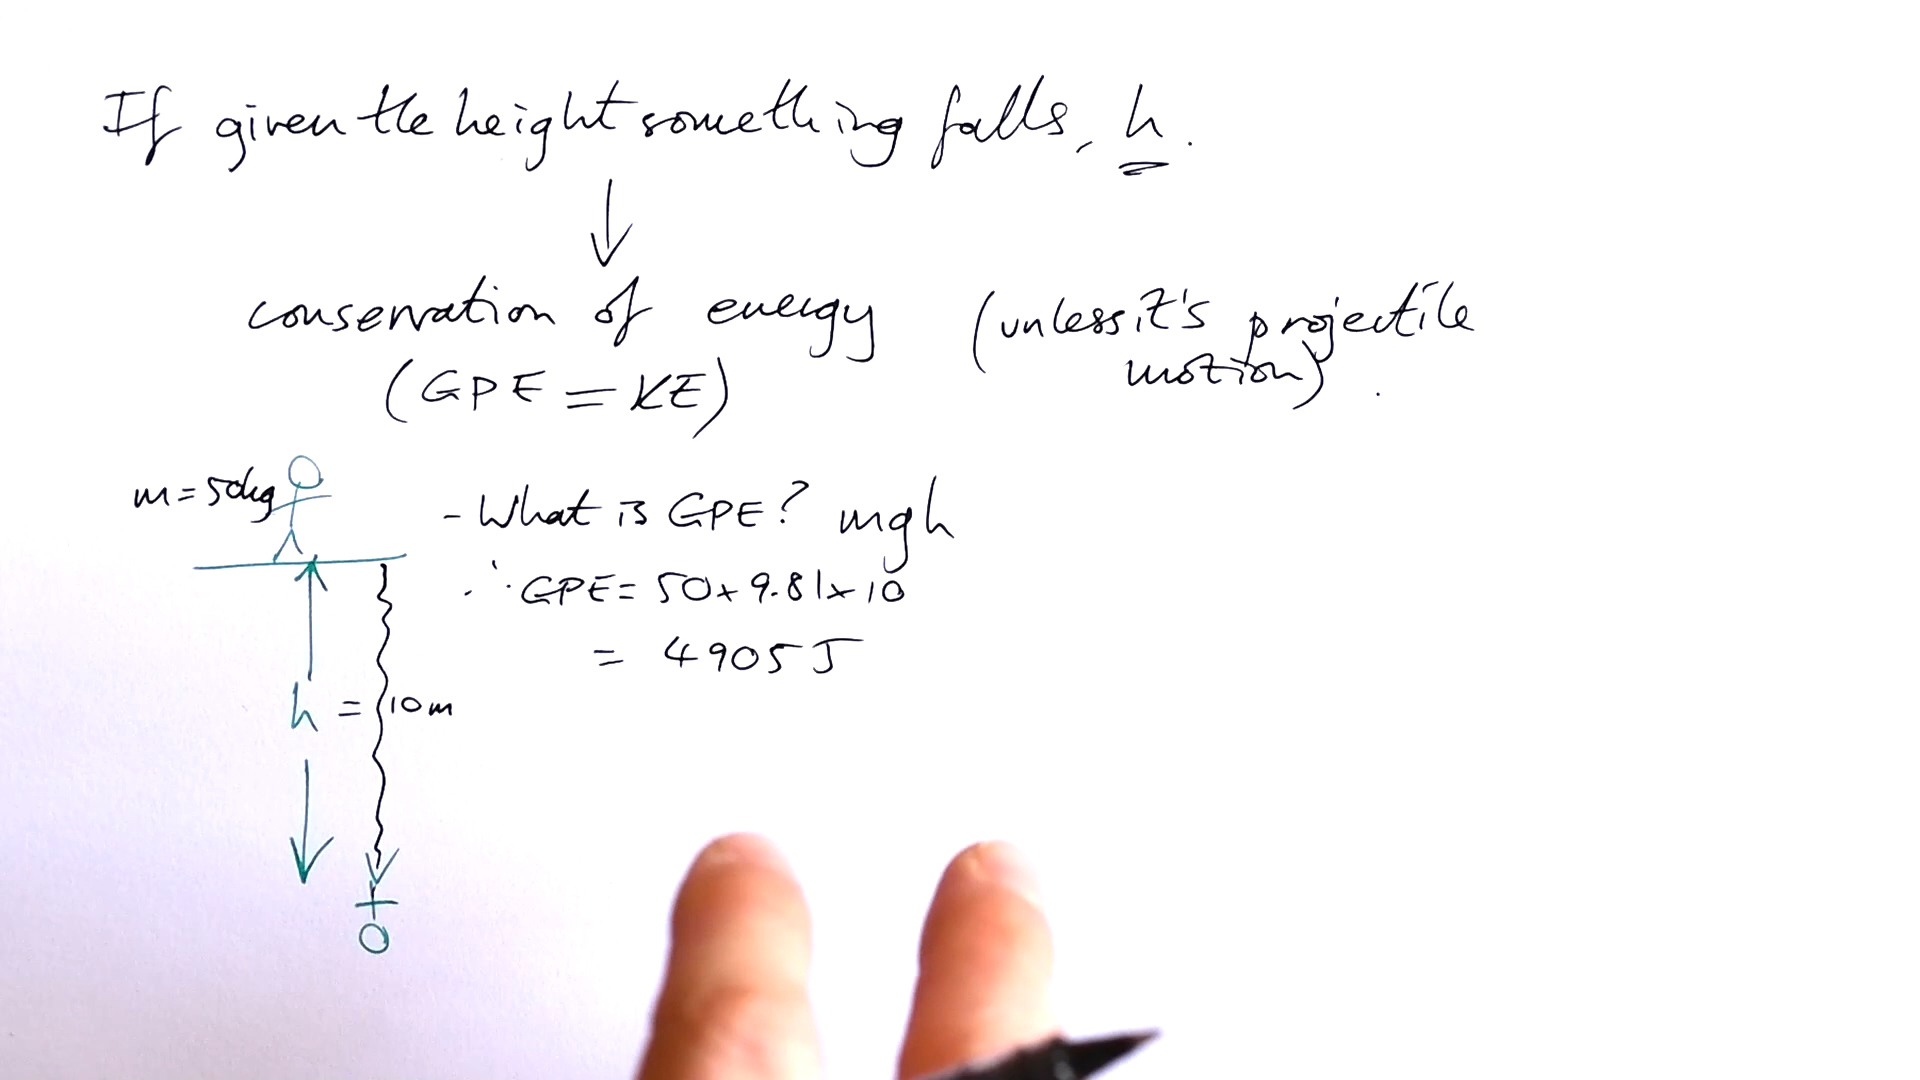 If given the height something falls, h.
conservation of energy (unless it's projectile
motion).
(GPE = KE)
m = 50kg
- What is GPE? mgh
∴ GPE = 50 × 9.81 × 10
= 4905 J
h = 10m